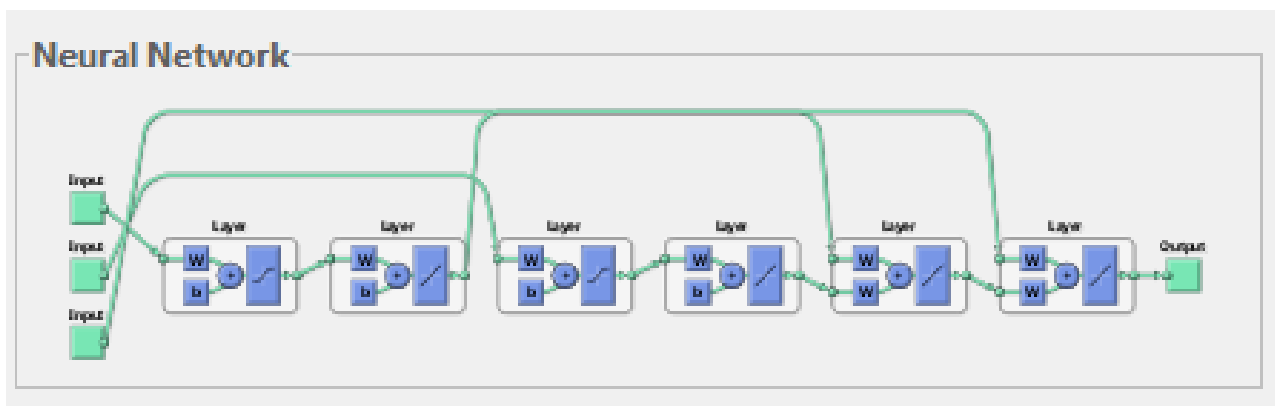 Neural Network
Input
Layer Layer Layer Layer Layer Layer
Input
Output
W W W W W W
b b b b W W
Input